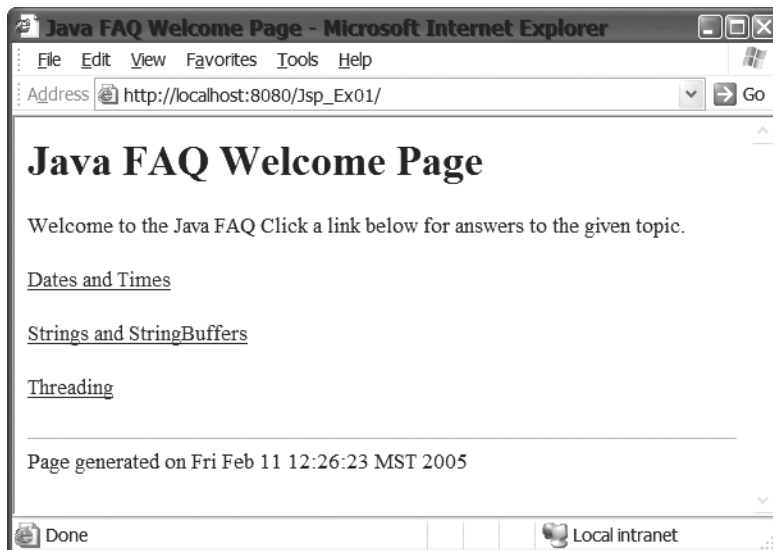 Java FAQ Welcome Page - Microsoft Internet Explorer
File Edit View Favorites Tools Help
Address http://localhost:8080/Jsp_Ex01/ Go
Java FAQ Welcome Page
Welcome to the Java FAQ Click a link below for answers to the given topic.
Dates and Times
Strings and StringBuffers
Threading
Page generated on Fri Feb 11 12:26:23 MST 2005
Done Local intranet